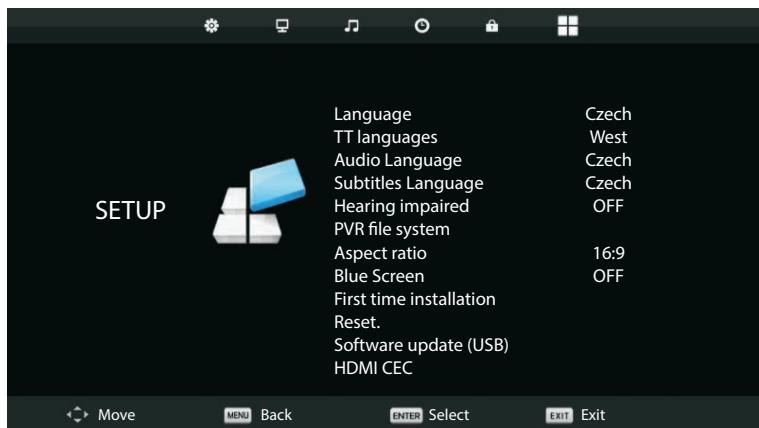 SETUP
Language Czech
TT languages West
Audio Language Czech
Subtitles Language Czech
Hearing impaired OFF
PVR file system
Aspect ratio 16:9
Blue Screen OFF
First time installation
Reset.
Software update (USB)
HDMI CEC
Move MENU Back ENTER Select EXIT Exit